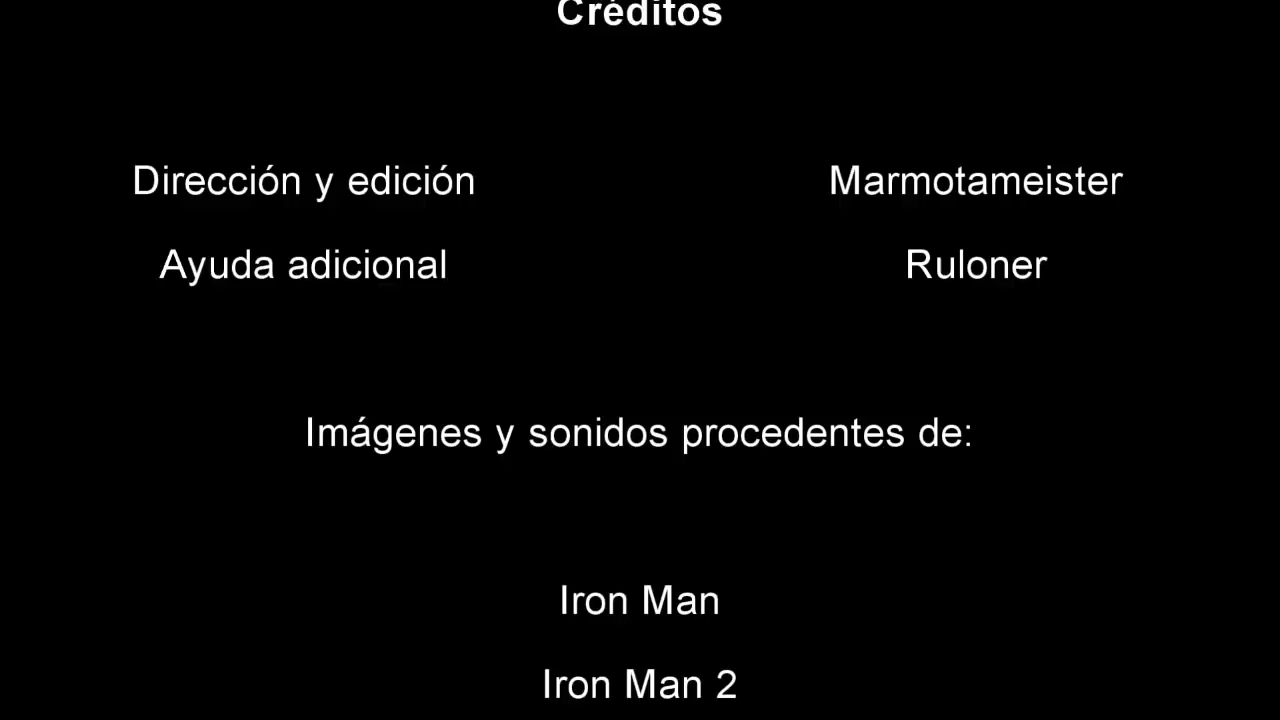 Créditos
Dirección y edición Marmotameister
Ayuda adicional Ruloner
Imágenes y sonidos procedentes de:
Iron Man
Iron Man 2